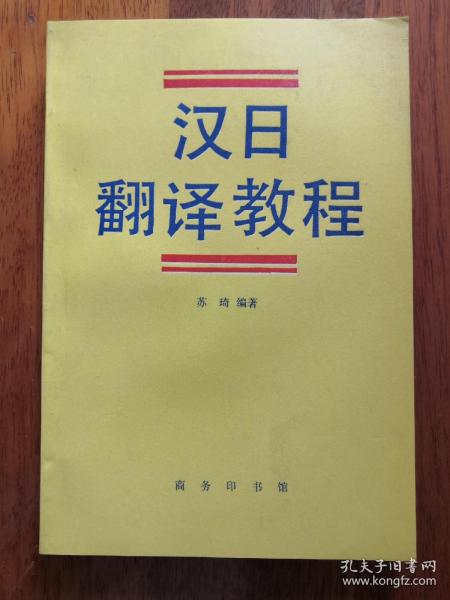 汉日
翻译教程
苏 琦 编著
商务印书馆
孔夫子旧书网
www.kongfz.com